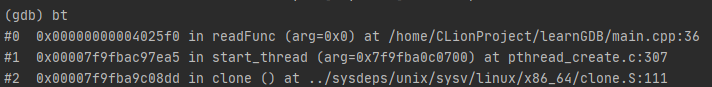 (gdb) bt
#0  0x00000000004025f0 in readFunc (arg=0x0) at /home/CLionProject/learnGDB/main.cpp:36
#1  0x00007f9fbac97ea5 in start_thread (arg=0x7f9fba0c0700) at pthread_create.c:307
#2  0x00007f9fba9c08dd in clone () at ../sysdeps/unix/sysv/linux/x86_64/clone.S:111